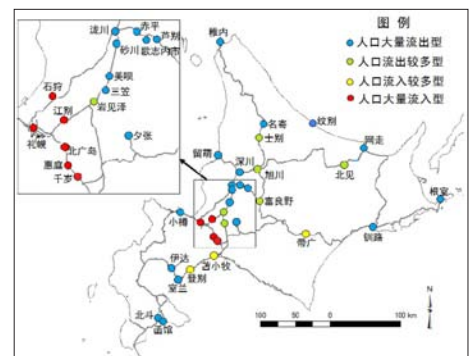 图 例
人口大量流出型
人口流出较多型
人口流入较多型
人口大量流入型
泷川
赤平
芦别
砂川
歌志内市
美呗
三笠
石狩
江别
岩见泽
札幌
北广岛
夕张
惠庭
千岁
稚内
纹别
名寄
士别
网走
留萌
深川
旭川
北见
富良野
根室
小樽
带广
钏路
苫小牧
伊达
登别
室兰
北斗
函馆
N
100 50 0 100 km